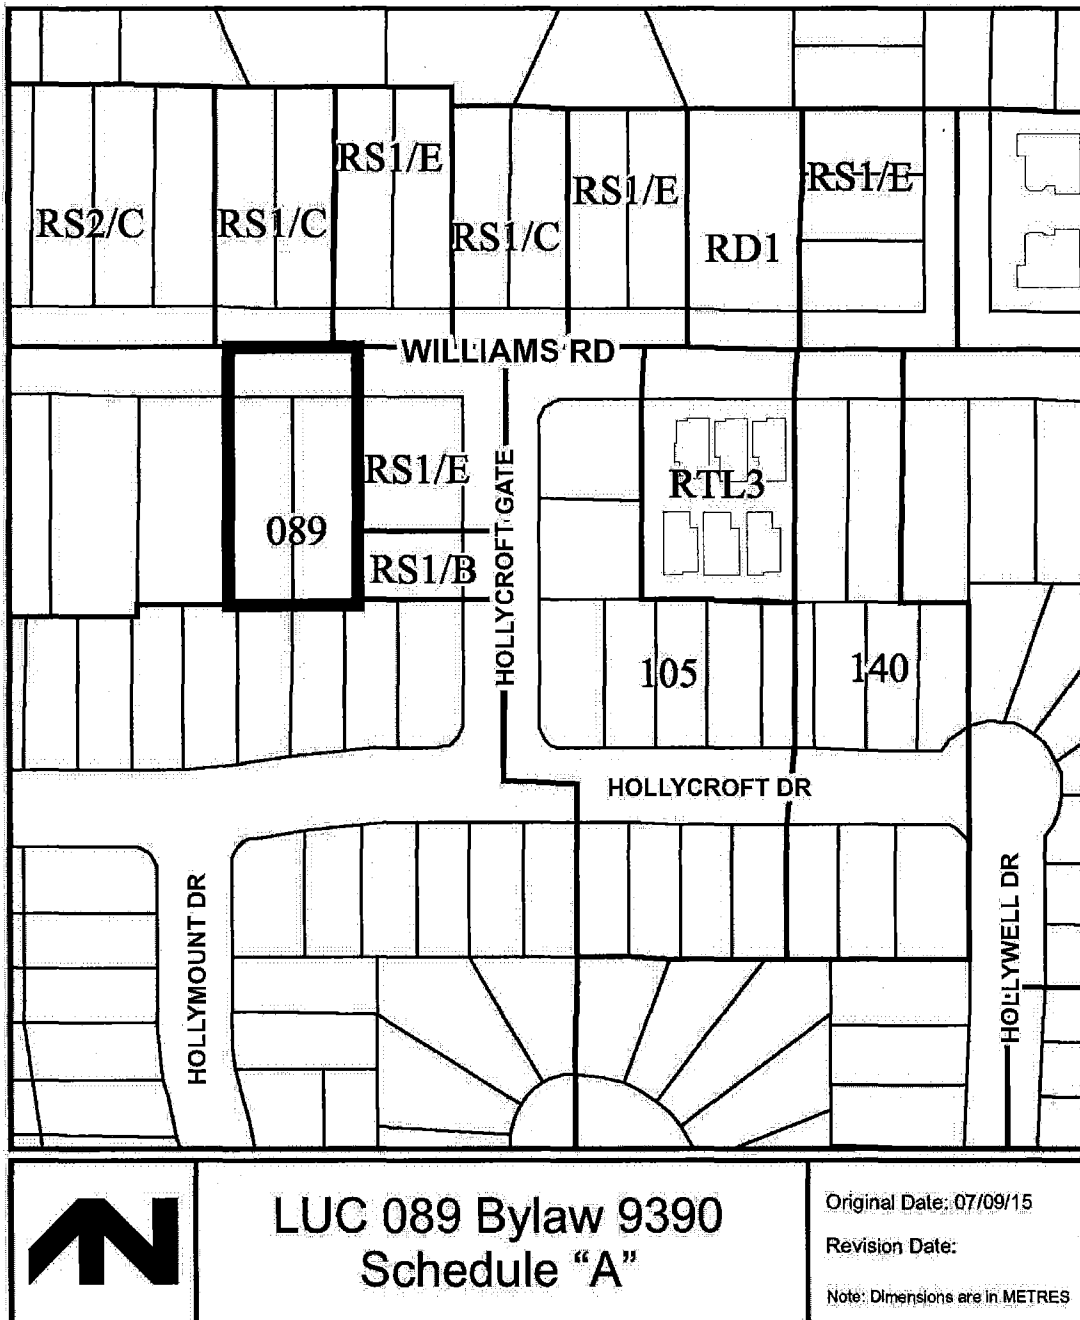 RS1/E
RS1/E
RS1/E
RS2/C
RS1/C
RS1/C
RD1
WILLIAMS RD
RS1/E
RTL3
089
RS1/B
HOLLYCROFT GATE
105
140
HOLLYCROFT DR
HOLLYMOUNT DR
HOLLYWELL DR
N
LUC 089 Bylaw 9390
Schedule “A”
Original Date: 07/09/15
Revision Date:
Note: Dimensions are in METRES